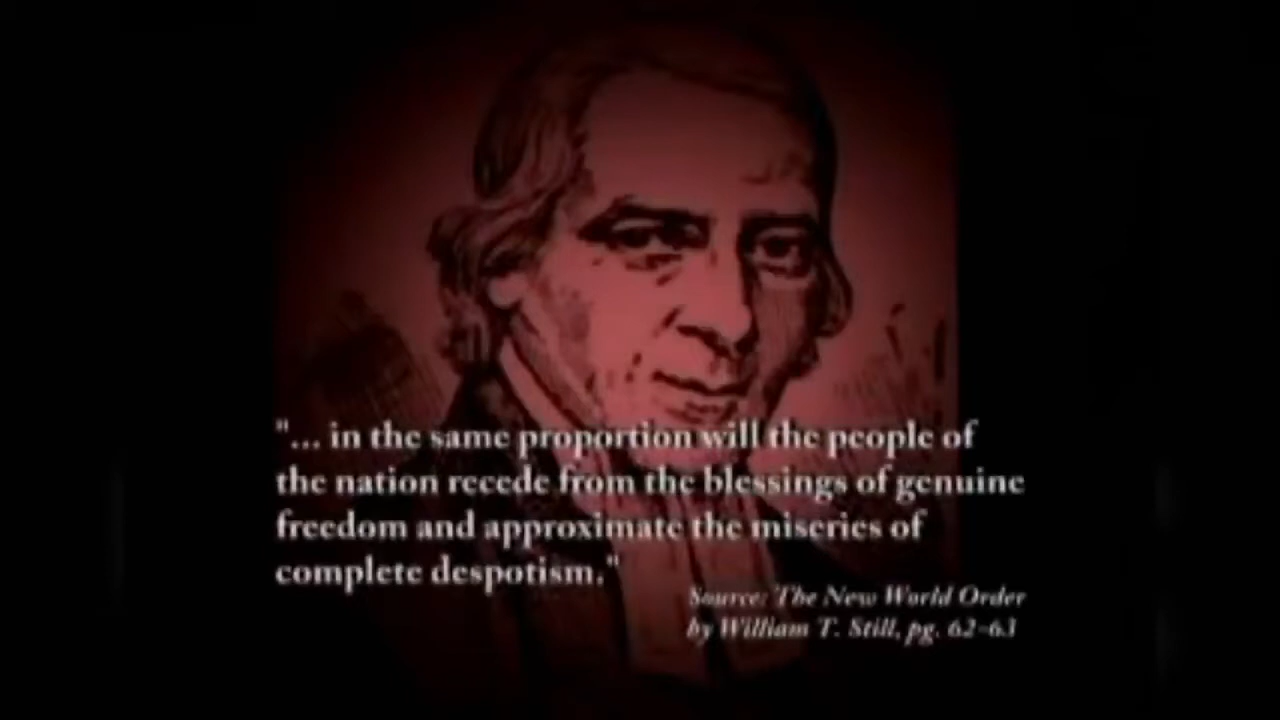 "... in the same proportion will the people of
the nation recede from the blessings of genuine
freedom and approximate the miseries of
complete despotism."
Source: The New World Order
by William T. Still, pg. 62-63